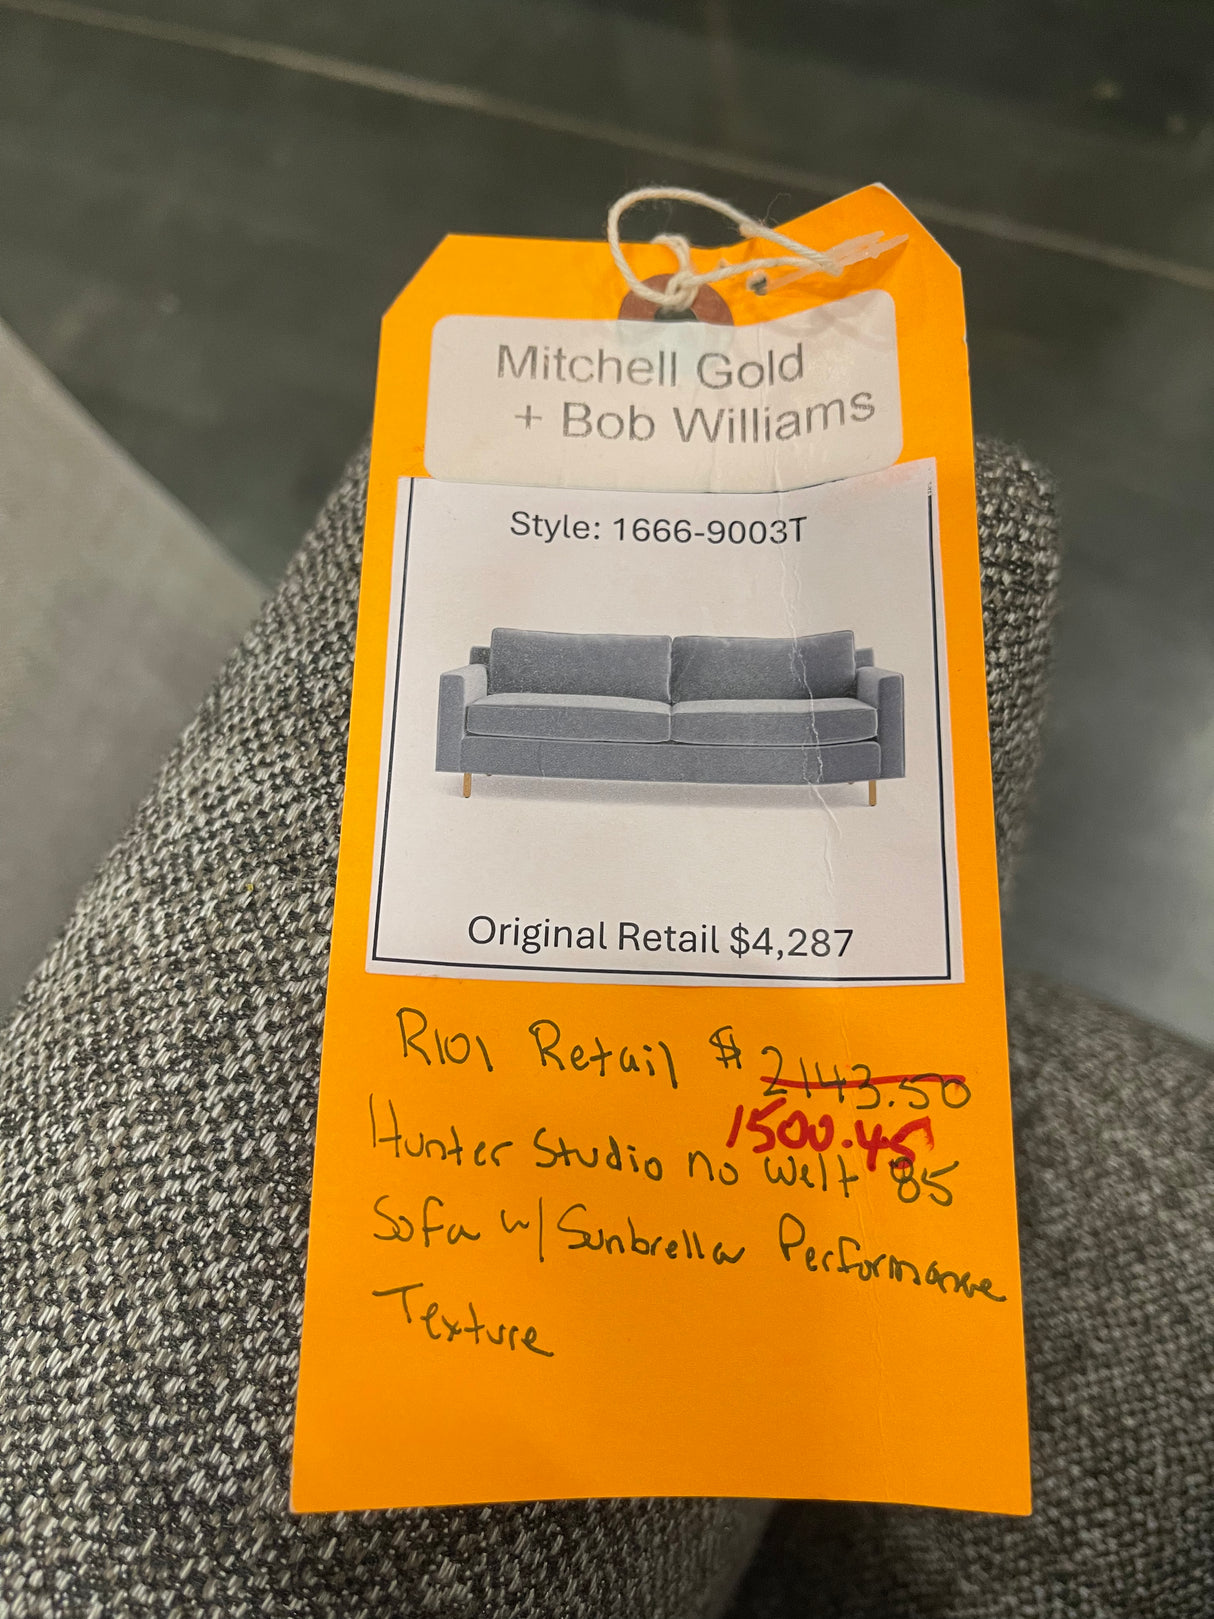 Mitchell Gold
+ Bob Williams
Style: 1666-9003T
Original Retail $4,287
R101 Retail $ 2143.50
1500.45
Hunter Studio no welt 85
Sofa w/ Sunbrella Performance
Texture